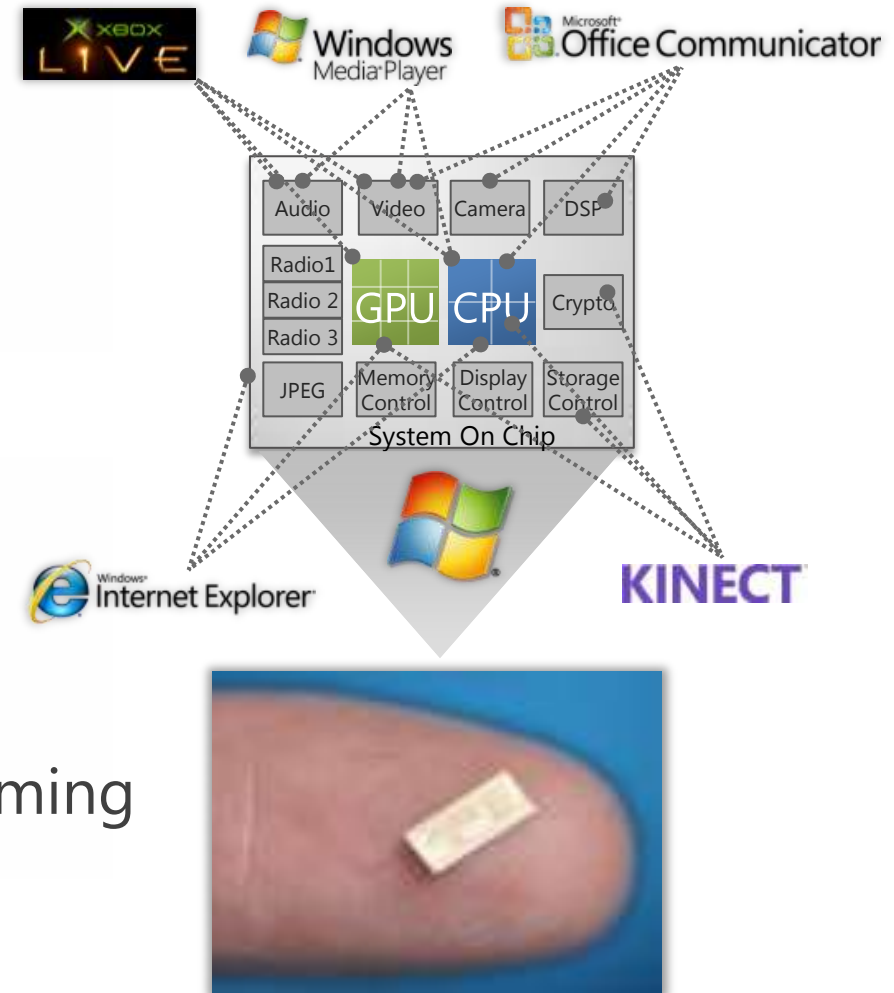 XBOX
LIVE
Windows
Media Player
Microsoft
Office Communicator
Audio
Video
Camera
DSP
Radio1
Radio 2
Radio 3
GPU
CPU
Crypto
JPEG
Memory
Control
Display
Control
Storage
Control
System On Chip
Windows
Internet Explorer
KINECT
ming